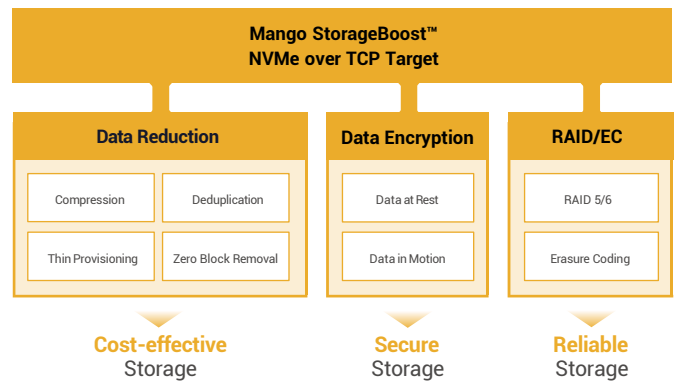 Mango StorageBoost™
NVMe over TCP Target
Data Reduction
Compression
Deduplication
Thin Provisioning
Zero Block Removal
Cost-effective
Storage
Data Encryption
Data at Rest
Data in Motion
Secure
Storage
RAID/EC
RAID 5/6
Erasure Coding
Reliable
Storage